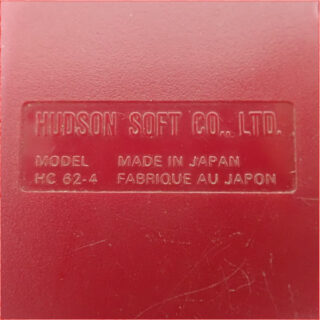 HUDSON SOFT CO., LTD.
MODEL MADE IN JAPAN
HC 62-4 FABRIQUE AU JAPON